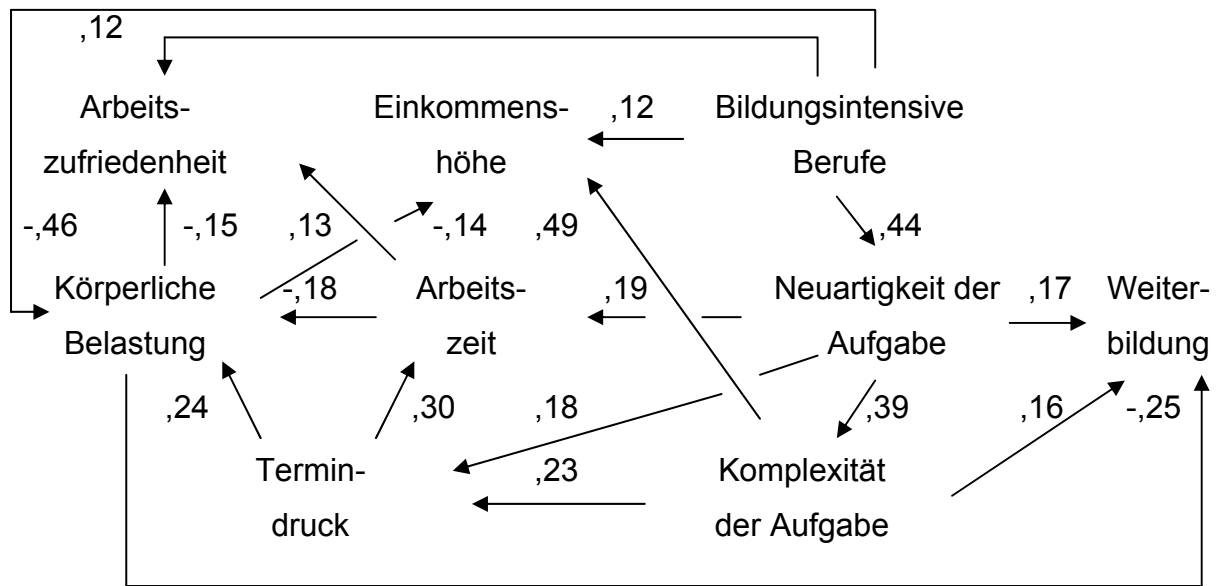 ,12
Arbeits-
zufriedenheit
Einkommens-
höhe
,12
Bildungsintensive
Berufe
-,46
-,15
,13
-,14
,49
,44
Körperliche
Belastung
-,18
Arbeits-
zeit
,19
Neuartigkeit der
Aufgabe
,17
Weiter-
bildung
,24
,30
,18
,39
,16
-,25
Termin-
druck
,23
Komplexität
der Aufgabe